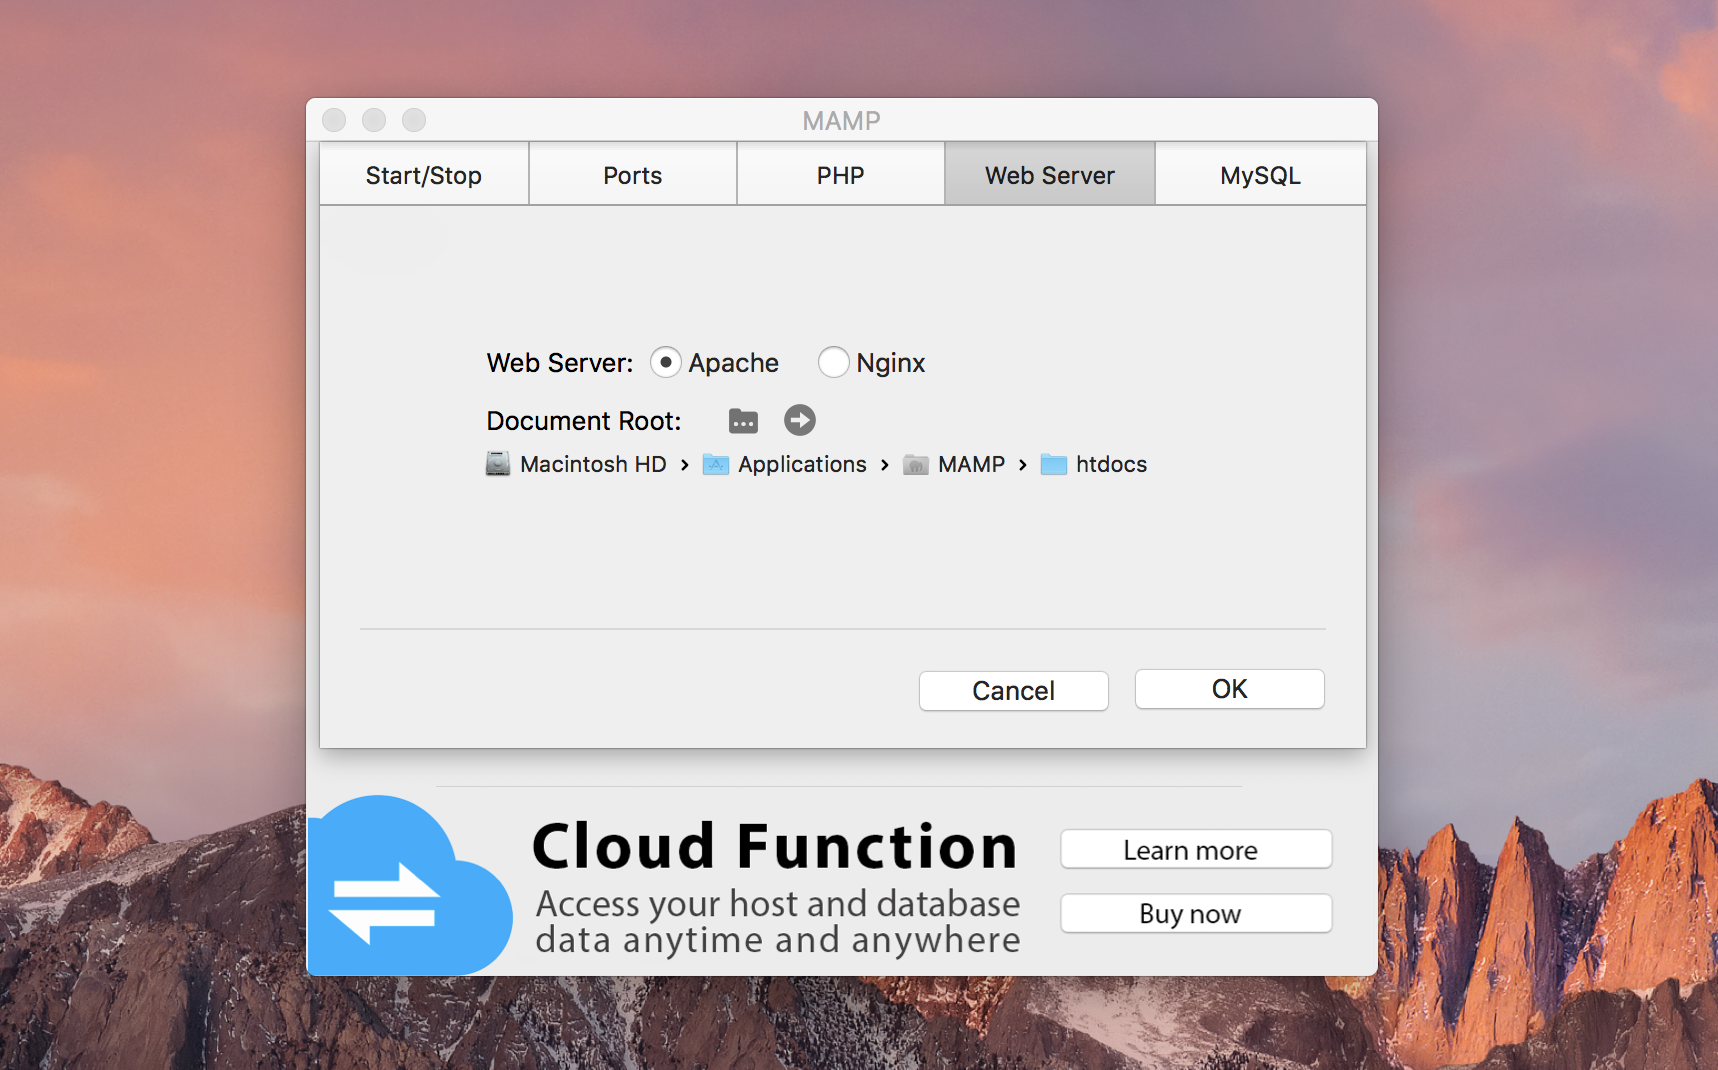 MAMP
Start/Stop
Ports
PHP
Web Server
MySQL
Web Server: Apache Nginx
Document Root:
Macintosh HD › Applications › MAMP › htdocs
Cancel
OK
Cloud Function
Access your host and database
data anytime and anywhere
Learn more
Buy now